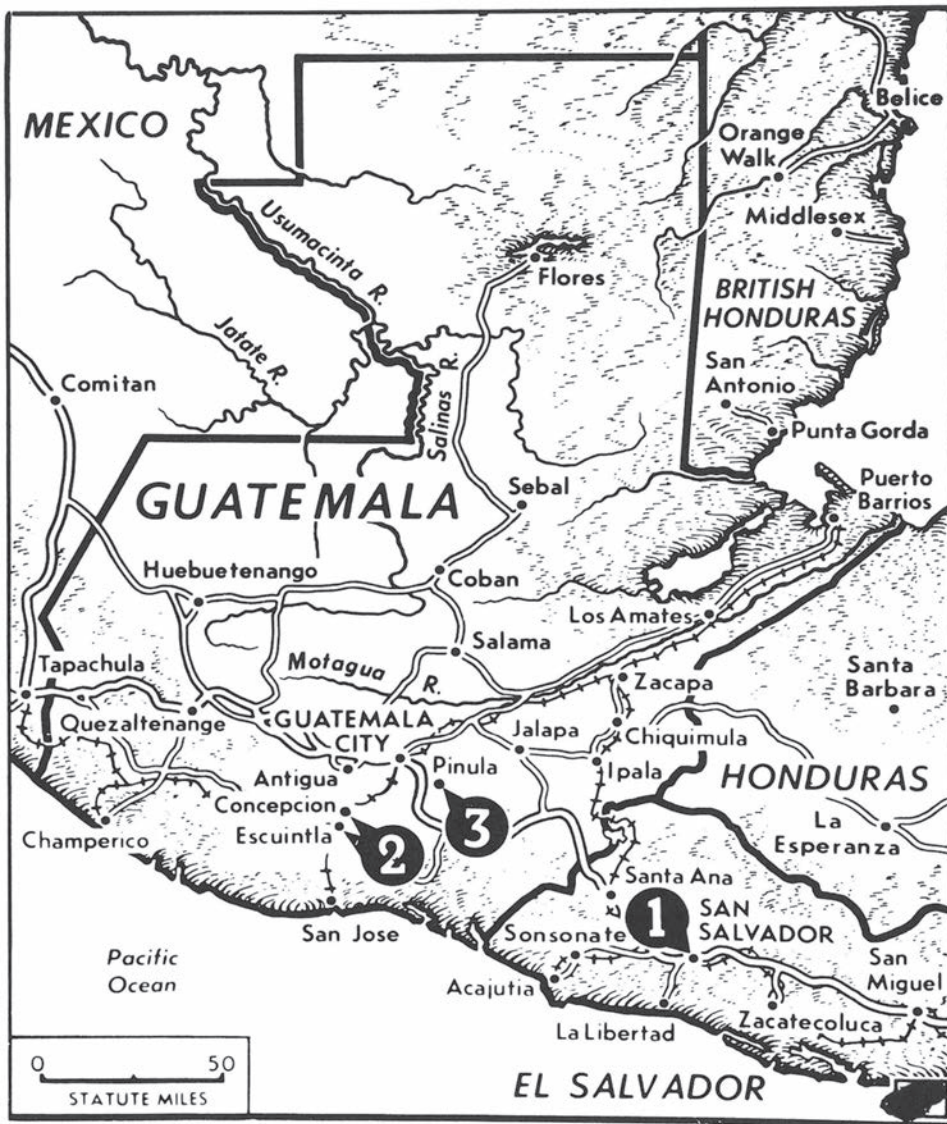 MEXICO
Belice
Orange
Walk
Usumacinta R.
Middlesex
Flores
BRITISH
HONDURAS
Jatate R.
Salinas R.
San
Antonio
Comitan
Punta Gorda
Puerto
Barrios
GUATEMALA
Sebal
Huebuetenango
Coban
Los Amates
Salama
Tapachula
Motagua R.
Zacapa
Santa
Barbara
Quezaltenange
GUATEMALA
CITY
Jalapa
Chiquimula
Antigua
Pinula
Ipala
HONDURAS
Concepcion
Escuintla
Champerico
2
3
La
Esperanza
Santa Ana
1
SAN
SALVADOR
San Jose
Sonsonate
San
Miguel
Pacific
Ocean
Acajutia
La Libertad
Zacatecoluca
0 50
STATUTE MILES
EL SALVADOR